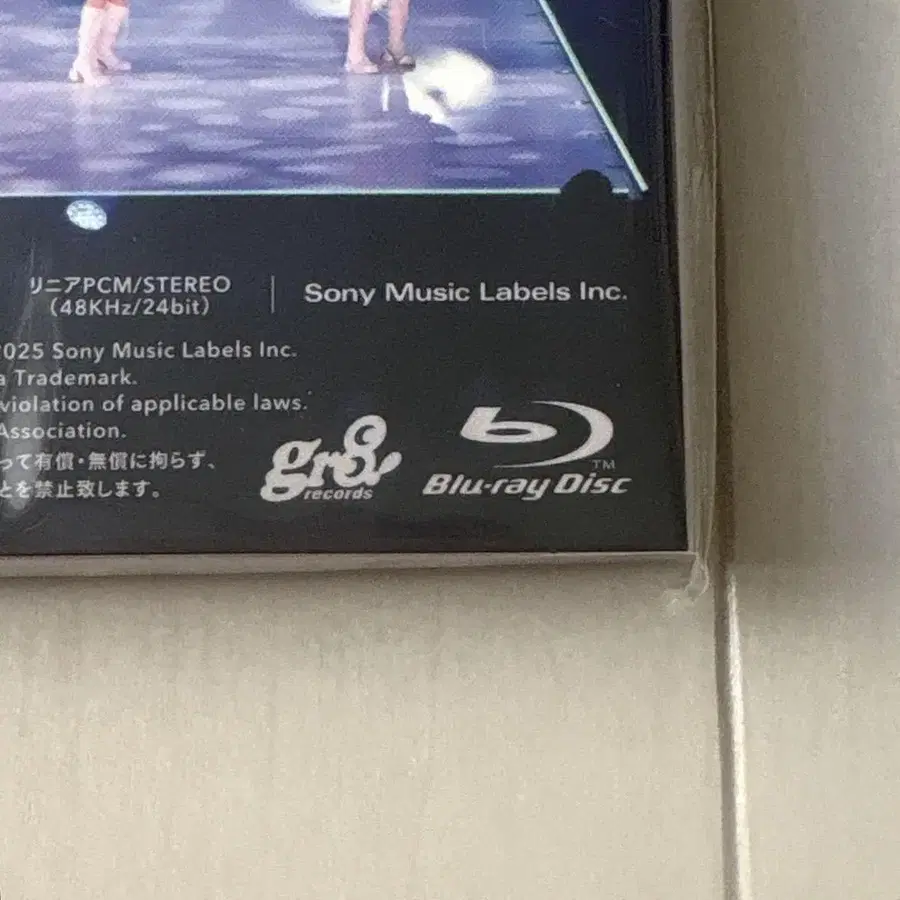 リニアPCM/STEREO
(48KHz/24bit)
Sony Music Labels Inc.
2025 Sony Music Labels Inc.
a Trademark.
violation of applicable laws.
Association.
って有償・無償に拘らず、
とを禁止致します。
gr8!
records
Blu-ray Disc
TM